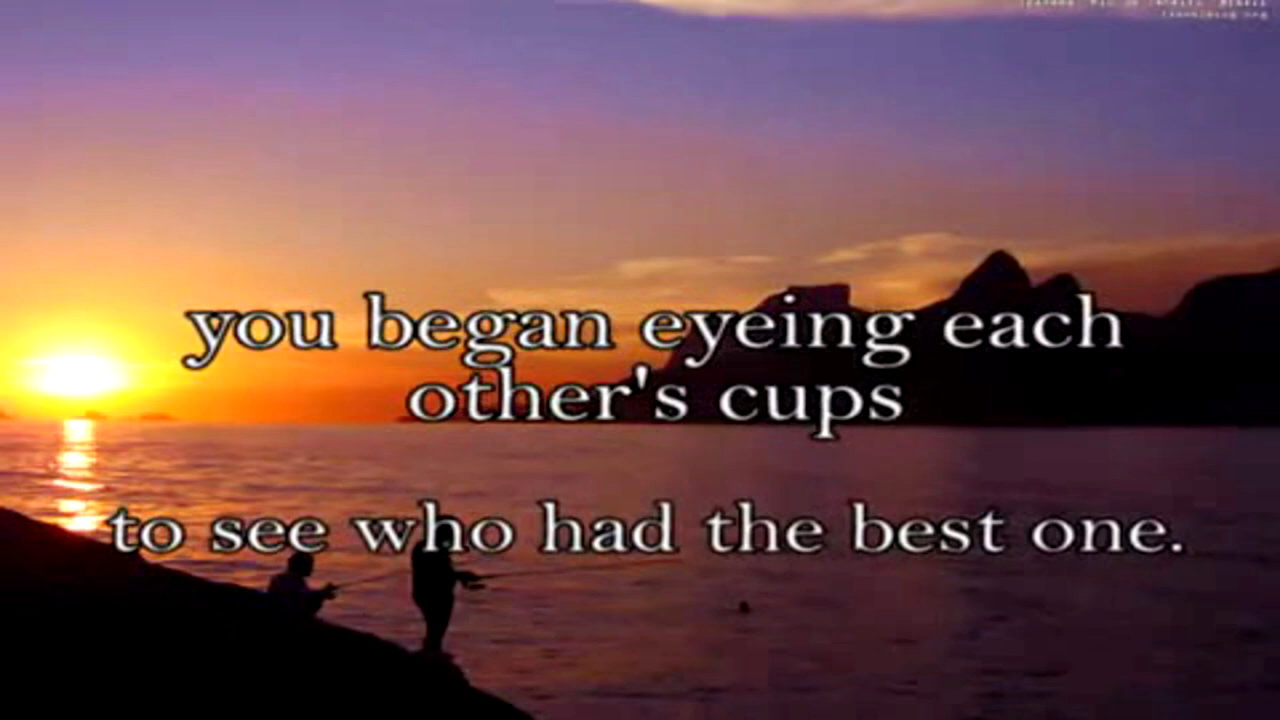 you began eyeing each
other's cups
to see who had the best one.